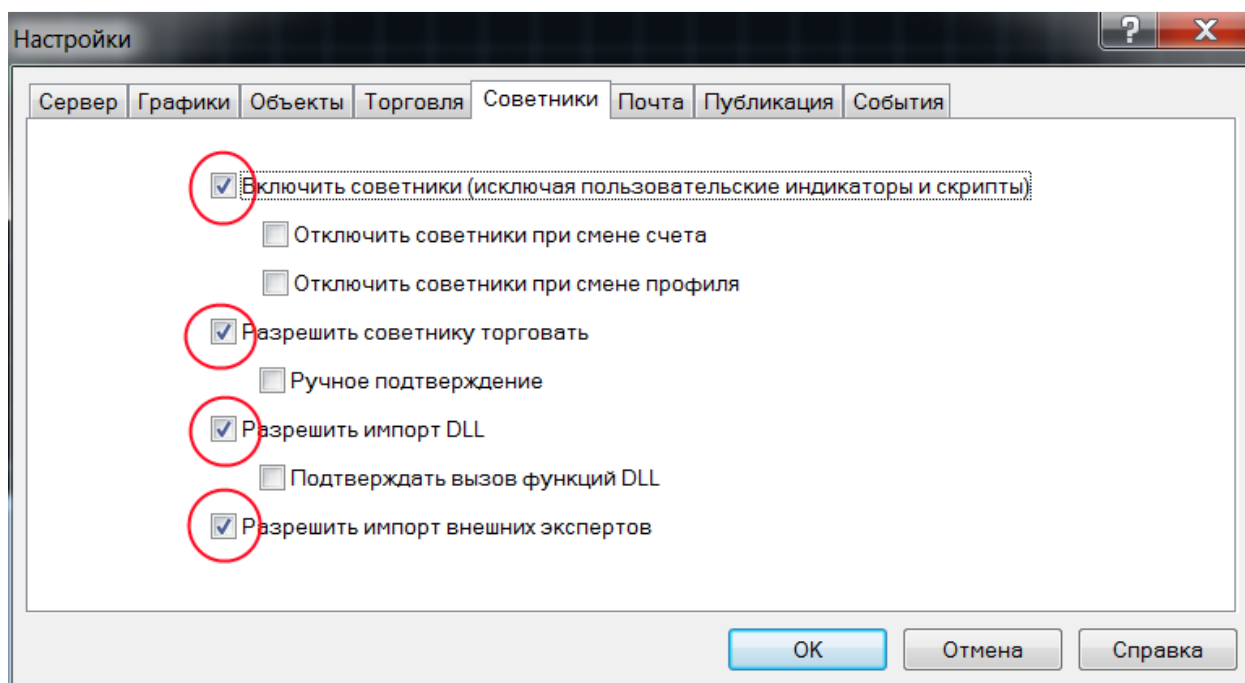 Настройки
Сервер Графики Объекты Торговля Советники Почта Публикация События
Включить советники (исключая пользовательские индикаторы и скрипты)
Отключить советники при смене счета
Отключить советники при смене профиля
Разрешить советнику торговать
Ручное подтверждение
Разрешить импорт DLL
Подтверждать вызов функций DLL
Разрешить импорт внешних экспертов
OK Отмена Справка